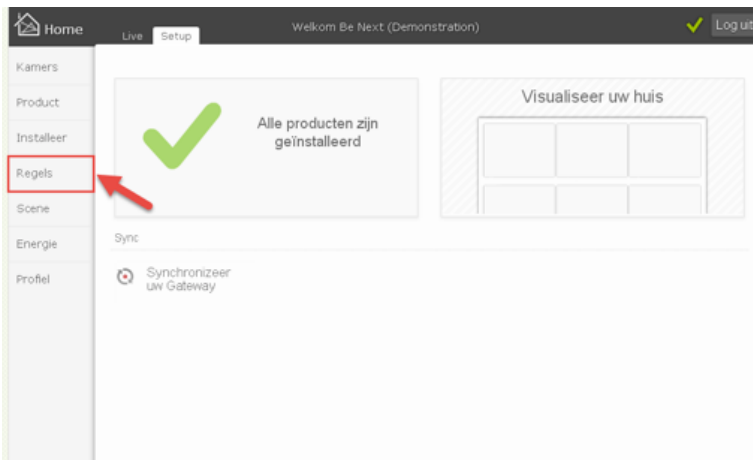 Home
Live
Setup
Welkom Be Next (Demonstration)
Log uit
Kamers
Product
Installeer
Regels
Scene
Energie
Profiel
Alle producten zijn
geïnstalleerd
Visualiseer uw huis
Sync
Synchronizeer
uw Gateway